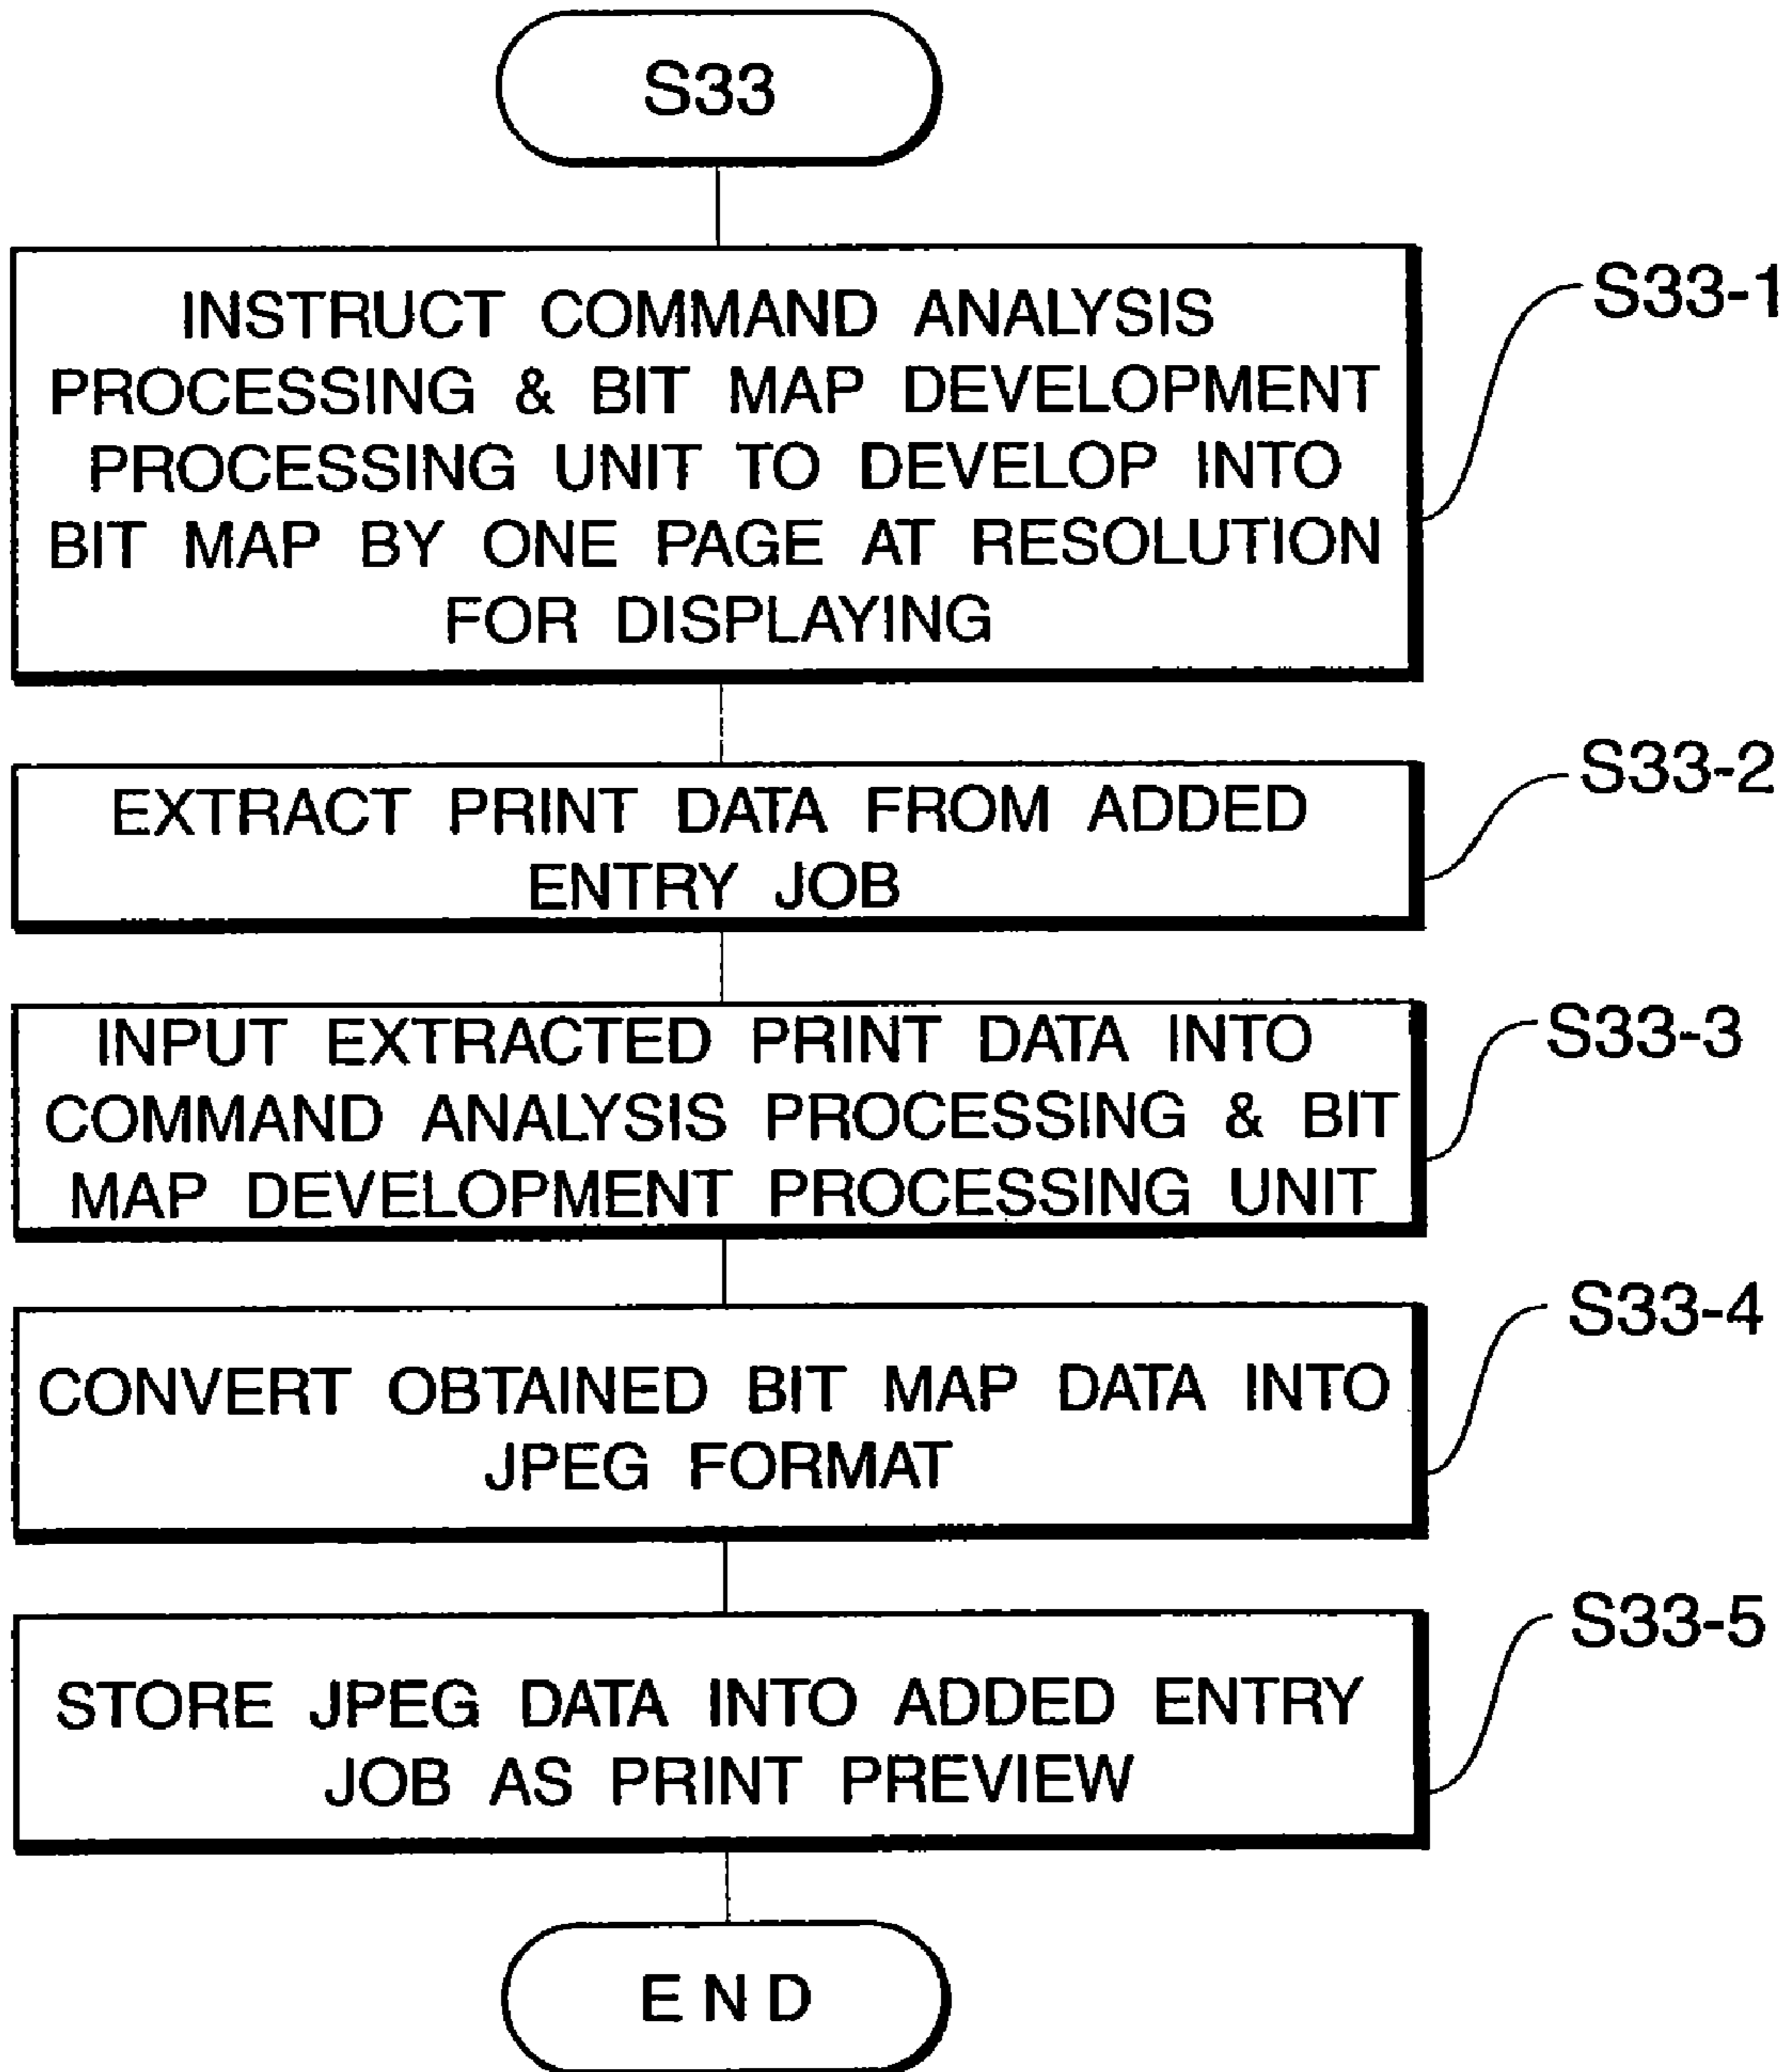 S33
INSTRUCT COMMAND ANALYSIS
PROCESSING & BIT MAP DEVELOPMENT
PROCESSING UNIT TO DEVELOP INTO
BIT MAP BY ONE PAGE AT RESOLUTION
FOR DISPLAYING
S33-1
EXTRACT PRINT DATA FROM ADDED
ENTRY JOB
S33-2
INPUT EXTRACTED PRINT DATA INTO
COMMAND ANALYSIS PROCESSING & BIT
MAP DEVELOPMENT PROCESSING UNIT
S33-3
CONVERT OBTAINED BIT MAP DATA INTO
JPEG FORMAT
S33-4
STORE JPEG DATA INTO ADDED ENTRY
JOB AS PRINT PREVIEW
S33-5
END